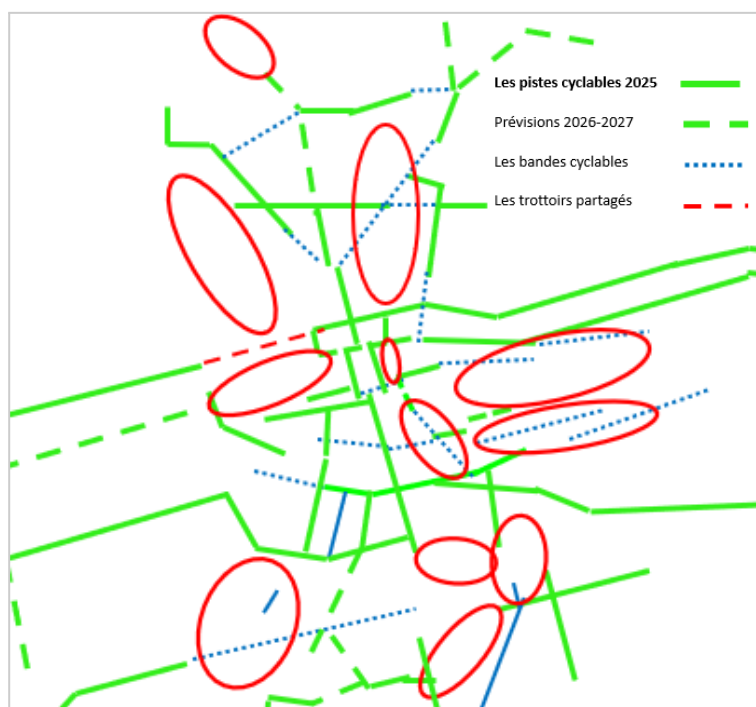 Les pistes cyclables 2025
Prévisions 2026-2027
Les bandes cyclables
Les trottoirs partagés